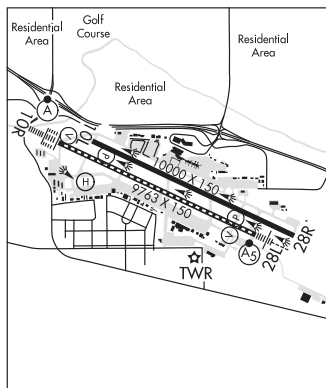 Residential
Area
Golf
Course
Residential
Area
Residential
Area
A
10R
10L
V
P
H
10000 X 150
9763 X 150
P
V
A5
28L
28R
TWR